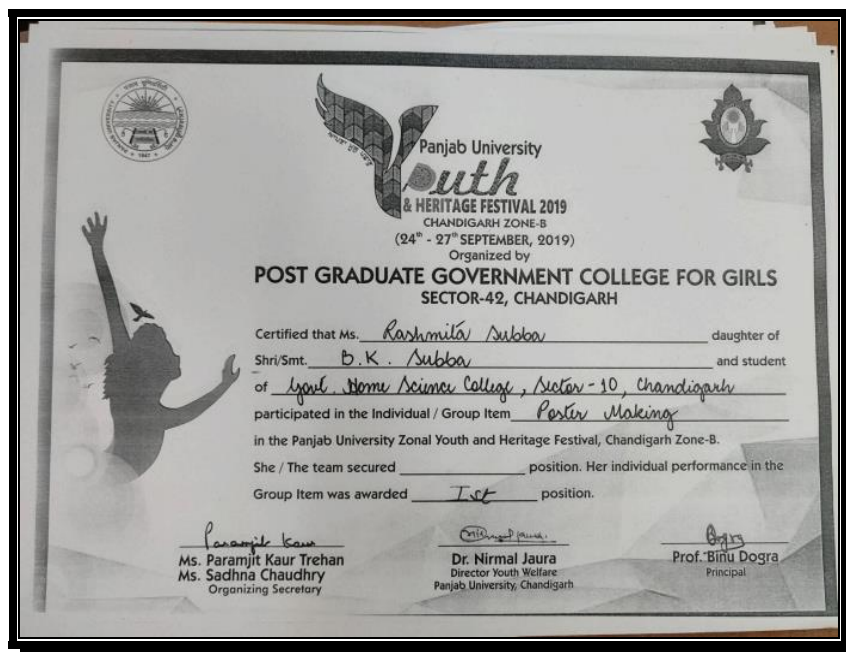 Panjab University
Youth
& HERITAGE FESTIVAL 2019
CHANDIGARH ZONE-B
(24th - 27th SEPTEMBER, 2019)
Organized by
POST GRADUATE GOVERNMENT COLLEGE FOR GIRLS
SECTOR-42, CHANDIGARH
Certified that Ms. Rashmita Subba daughter of
Shri/Smt. B.K. Subba and student
of Govt. Home Science College, Sector-10, Chandigarh
participated in the Individual / Group Item Poster Making
in the Panjab University Zonal Youth and Heritage Festival, Chandigarh Zone-B.
She / The team secured position. Her individual performance in the
Group Item was awarded Ist position.
Paramjit Kaur
Ms. Paramjit Kaur Trehan
Ms. Sadhna Chaudhry
Organizing Secretary
Dr. Nirmal Jaura
Director Youth Welfare
Panjab University, Chandigarh
Dogra
Prof. Binu Dogra
Principal